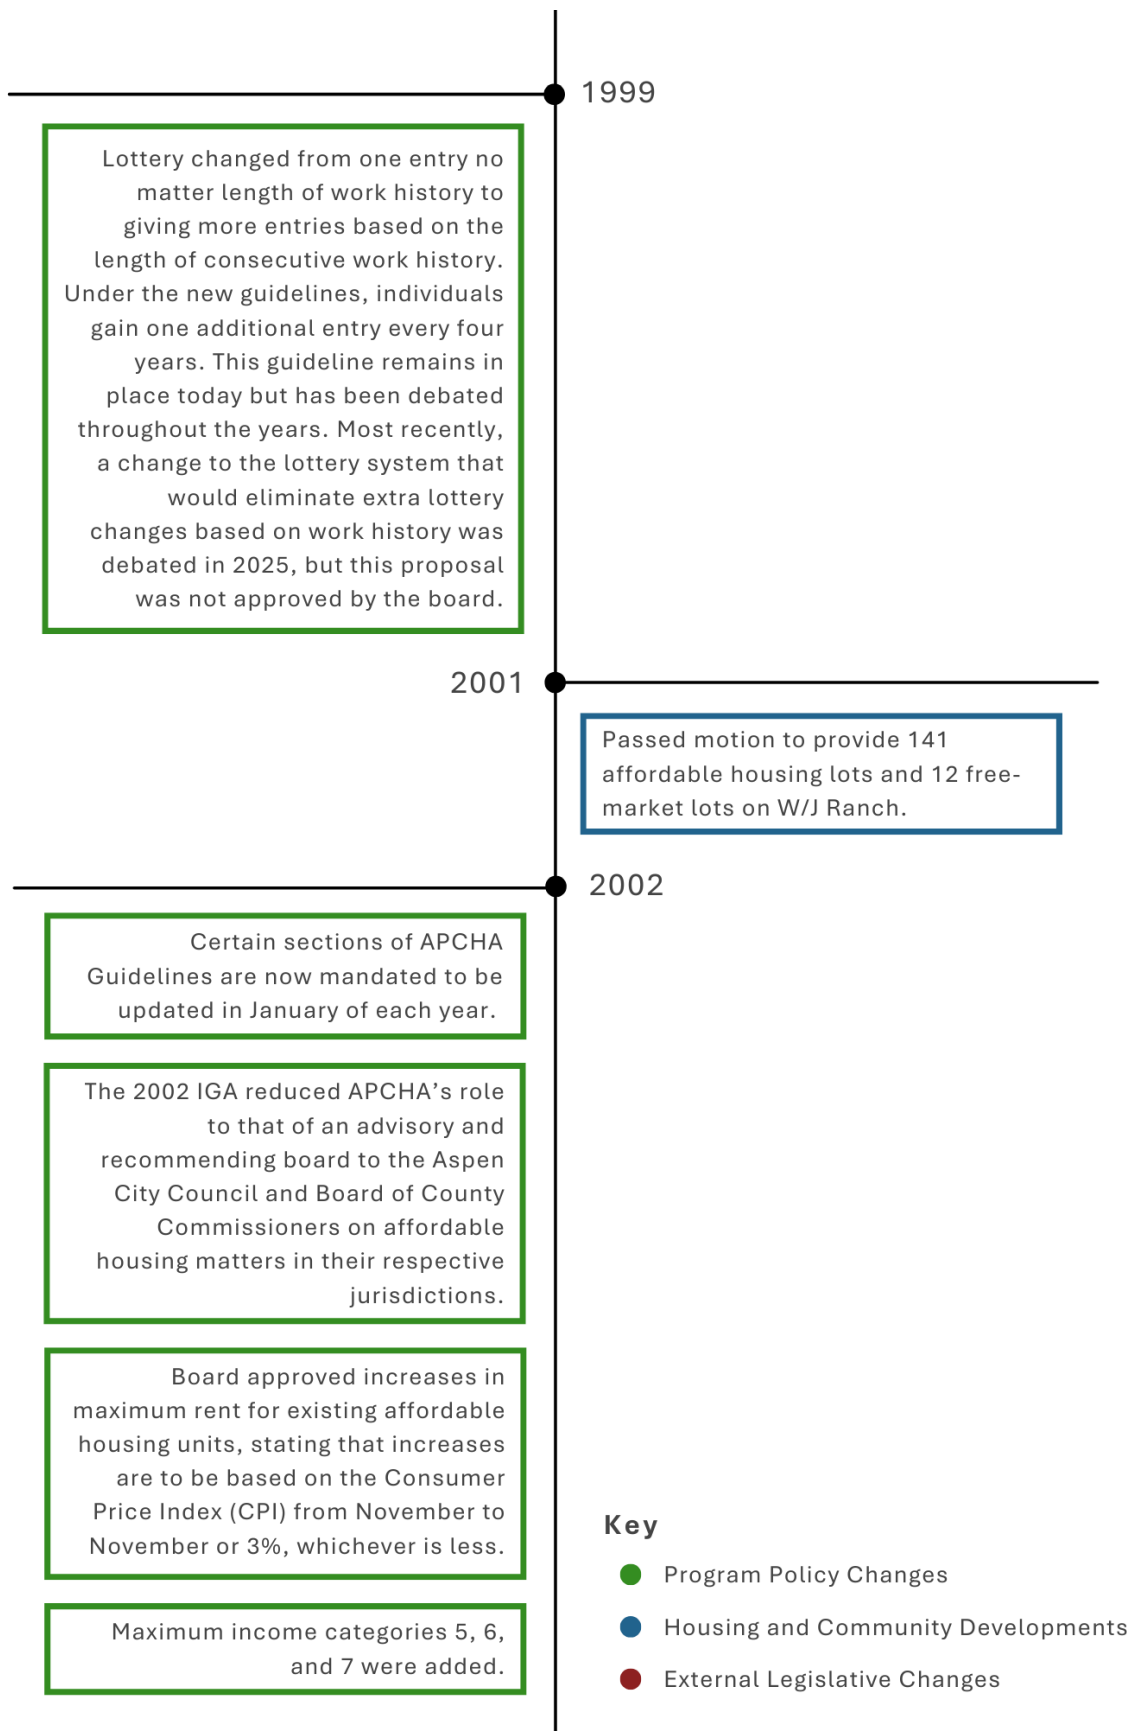 1999
Lottery changed from one entry no
matter length of work history to
giving more entries based on the
length of consecutive work history.
Under the new guidelines, individuals
gain one additional entry every four
years. This guideline remains in
place today but has been debated
throughout the years. Most recently,
a change to the lottery system that
would eliminate extra lottery
changes based on work history was
debated in 2025, but this proposal
was not approved by the board.
2001
Passed motion to provide 141
affordable housing lots and 12 free-
market lots on W/J Ranch.
2002
Certain sections of APCHA
Guidelines are now mandated to be
updated in January of each year.
The 2002 IGA reduced APCHA’s role
to that of an advisory and
recommending board to the Aspen
City Council and Board of County
Commissioners on affordable
housing matters in their respective
jurisdictions.
Board approved increases in
maximum rent for existing affordable
housing units, stating that increases
are to be based on the Consumer
Price Index (CPI) from November to
November or 3%, whichever is less.
Maximum income categories 5, 6,
and 7 were added.
Key
Program Policy Changes
Housing and Community Developments
External Legislative Changes